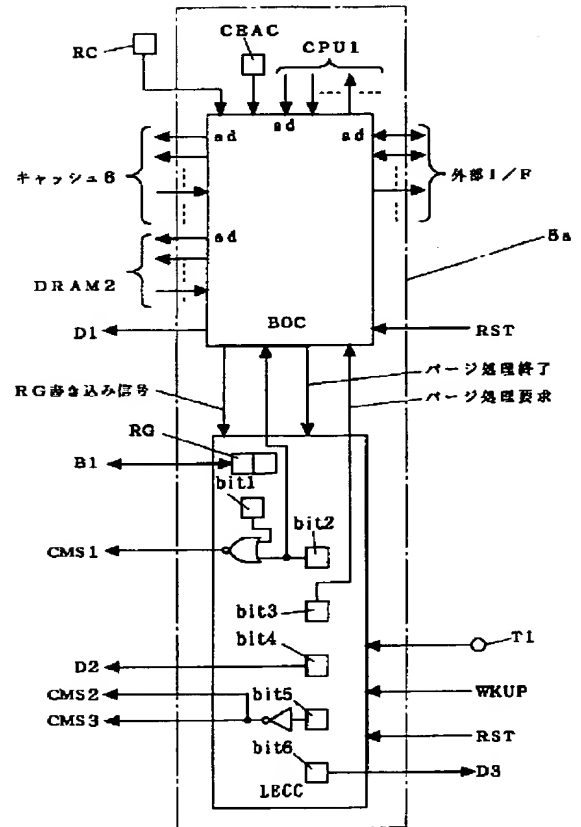 RC
CBAC
CPU1
ad
ad
ad
キャッシュ6
外部I/F
ad
DRAM2
5a
D1
BOC
RST
パージ処理終了
RG書き込み信号
パージ処理要求
RG
B1
bit1
bit2
CMS1
bit3
T1
bit4
D2
WKUP
CMS2
bit5
CMS3
RST
bit6
D3
LECC